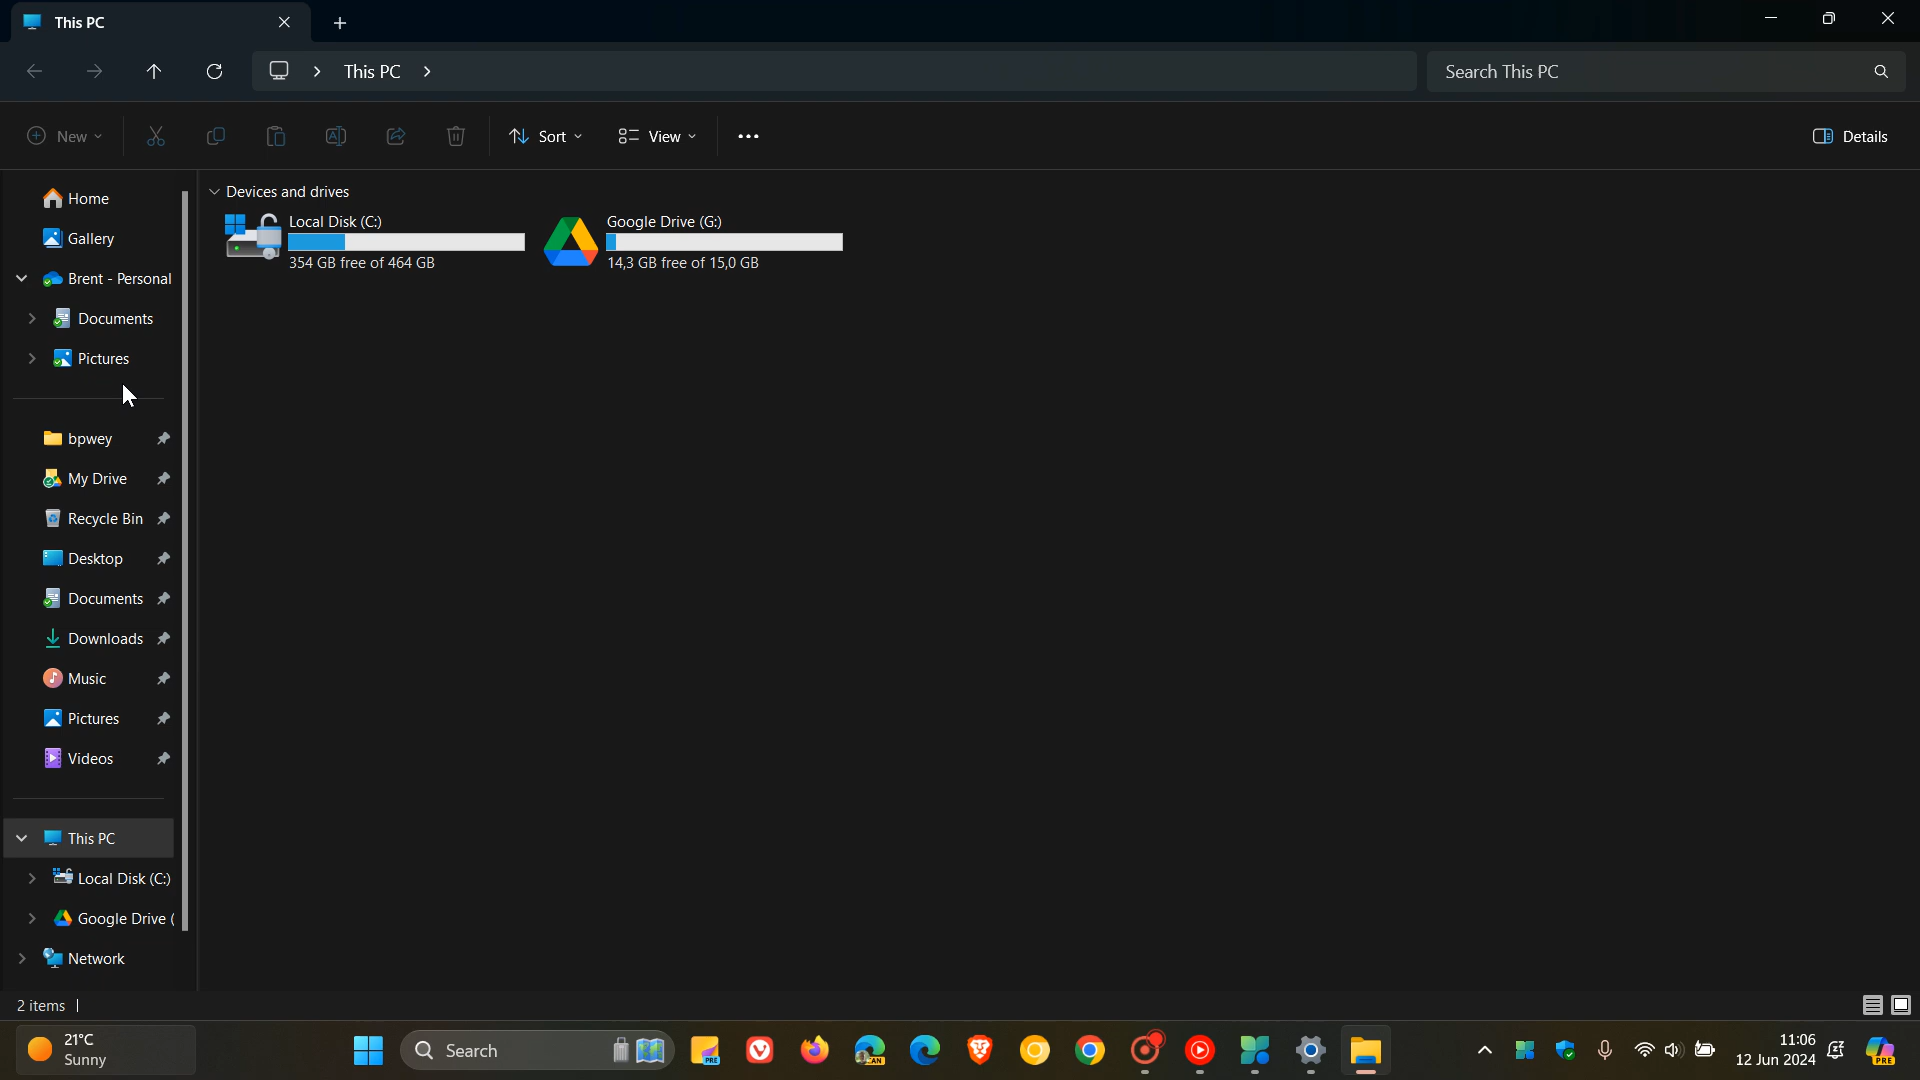 This PC
This PC
Search This PC
New
Sort
View
Details
Home
Gallery
Brent - Personal
Documents
Pictures
bpwey
My Drive
Recycle Bin
Desktop
Documents
Downloads
Music
Pictures
Videos
This PC
Local Disk (C:)
Google Drive (
Network
Devices and drives
Local Disk (C:)
354 GB free of 464 GB
Google Drive (G:)
14,3 GB free of 15,0 GB
2 items
21°C
Sunny
Search
PRE
CAN
11:06
12 Jun 2024
PRE